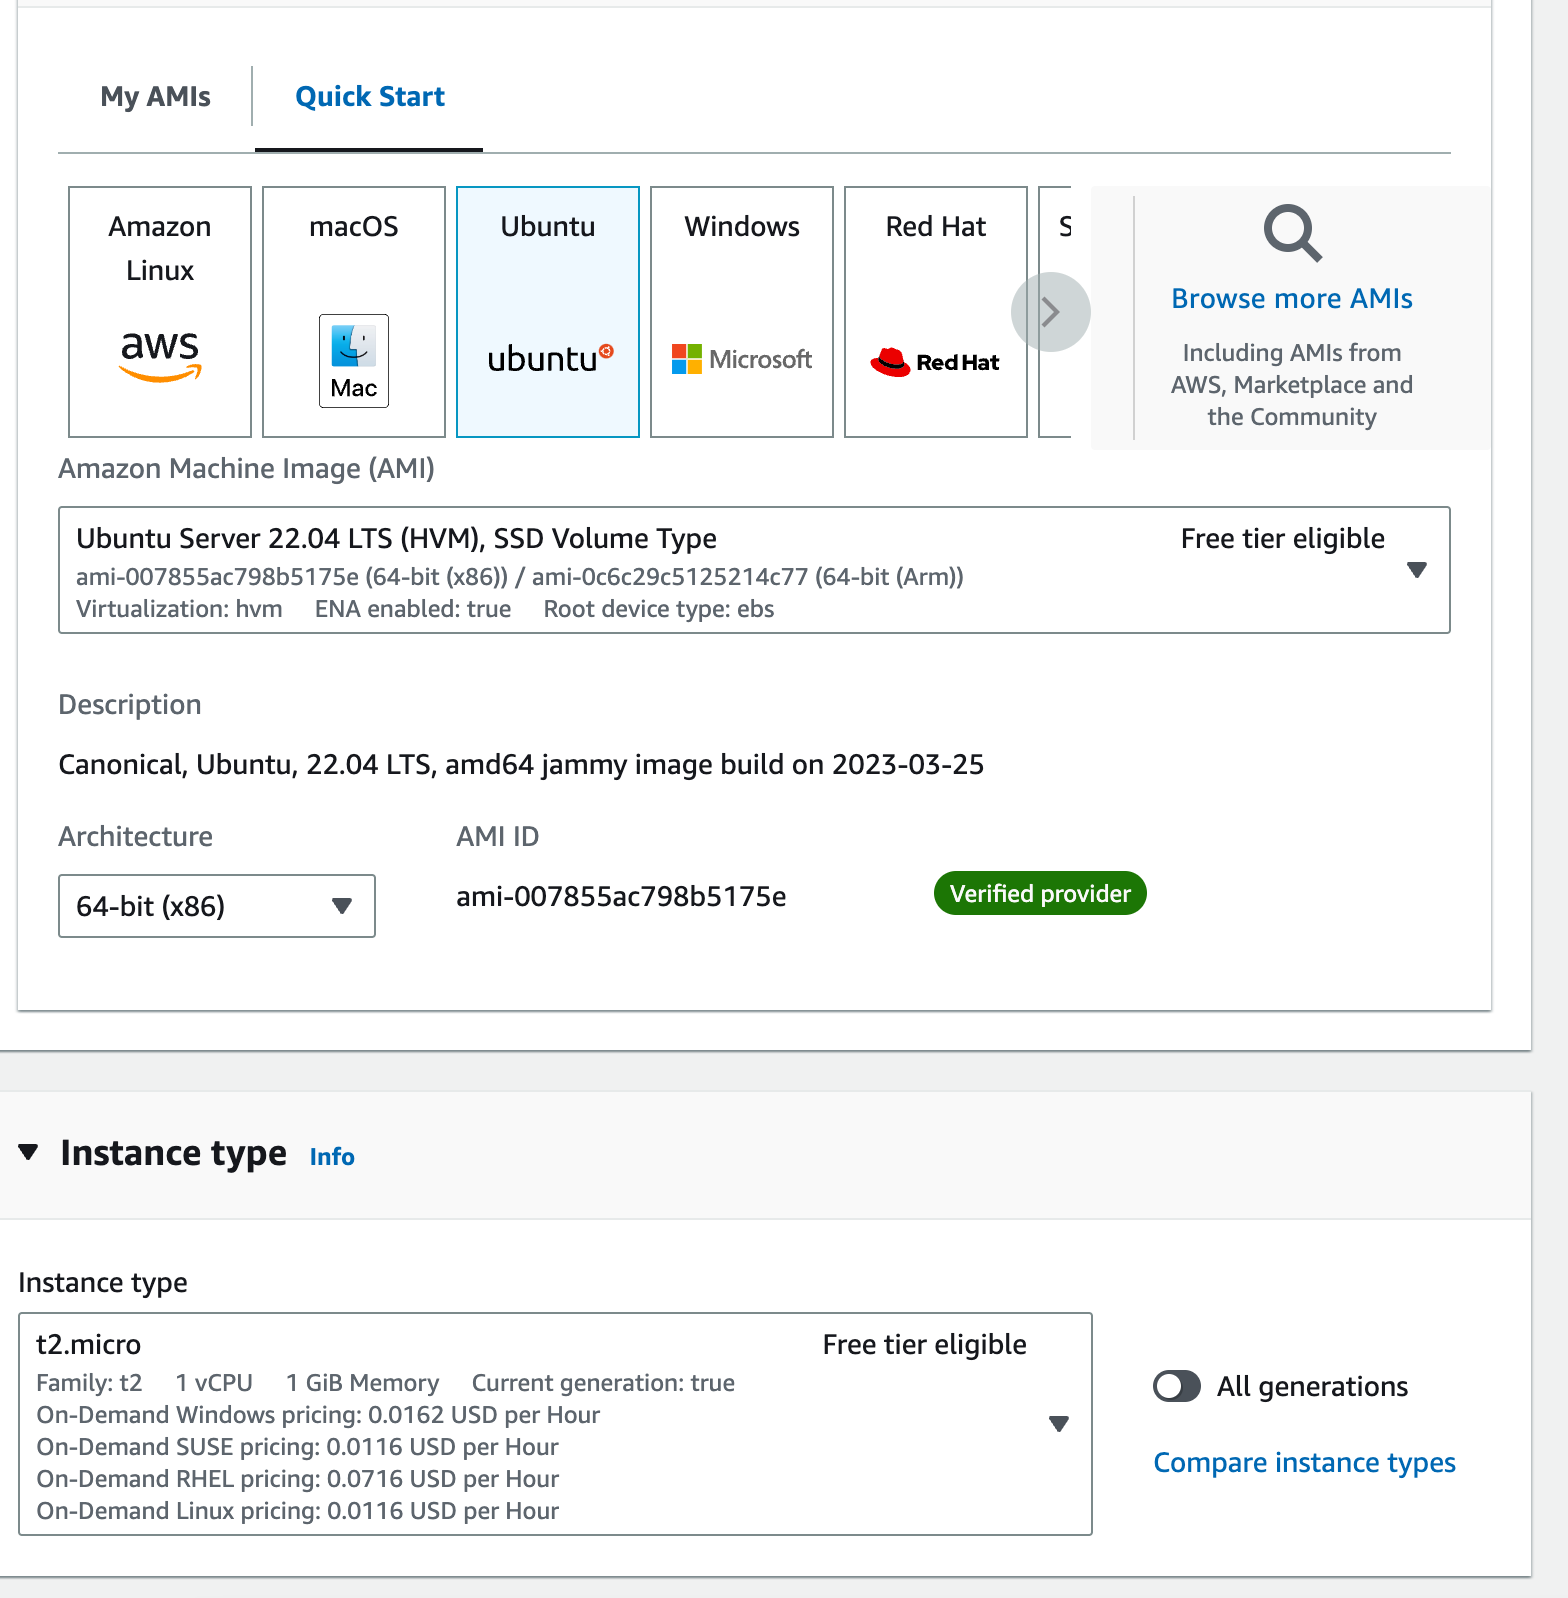 My AMIs
Quick Start
Amazon
Linux
aws
macOS
Mac
Ubuntu
ubuntu
Windows
Microsoft
Red Hat
Red Hat
S
Browse more AMIs
Including AMIs from
AWS, Marketplace and
the Community
Amazon Machine Image (AMI)
Ubuntu Server 22.04 LTS (HVM), SSD Volume Type
Free tier eligible
ami-007855ac798b5175e (64-bit (x86)) / ami-0c6c29c5125214c77 (64-bit (Arm))
Virtualization: hvm ENA enabled: true Root device type: ebs
Description
Canonical, Ubuntu, 22.04 LTS, amd64 jammy image build on 2023-03-25
Architecture
AMI ID
64-bit (x86)
ami-007855ac798b5175e
Verified provider
Instance type Info
Instance type
t2.micro
Free tier eligible
Family: t2 1 vCPU 1 GiB Memory Current generation: true
On-Demand Windows pricing: 0.0162 USD per Hour
On-Demand SUSE pricing: 0.0116 USD per Hour
On-Demand RHEL pricing: 0.0716 USD per Hour
On-Demand Linux pricing: 0.0116 USD per Hour
All generations
Compare instance types